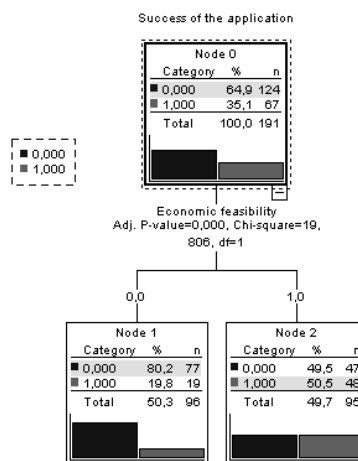 Success of the application
Node 0
Category % n
0,000 64,9 124
1,000 35,1 67
Total 100,0 191
0,000
1,000
Economic feasibility
Adj. P-value=0,000, Chi-square=19,
806, df=1
0,0 1,0
Node 1
Category % n
0,000 80,2 77
1,000 19,8 19
Total 50,3 96
Node 2
Category % n
0,000 49,5 47
1,000 50,5 48
Total 49,7 95